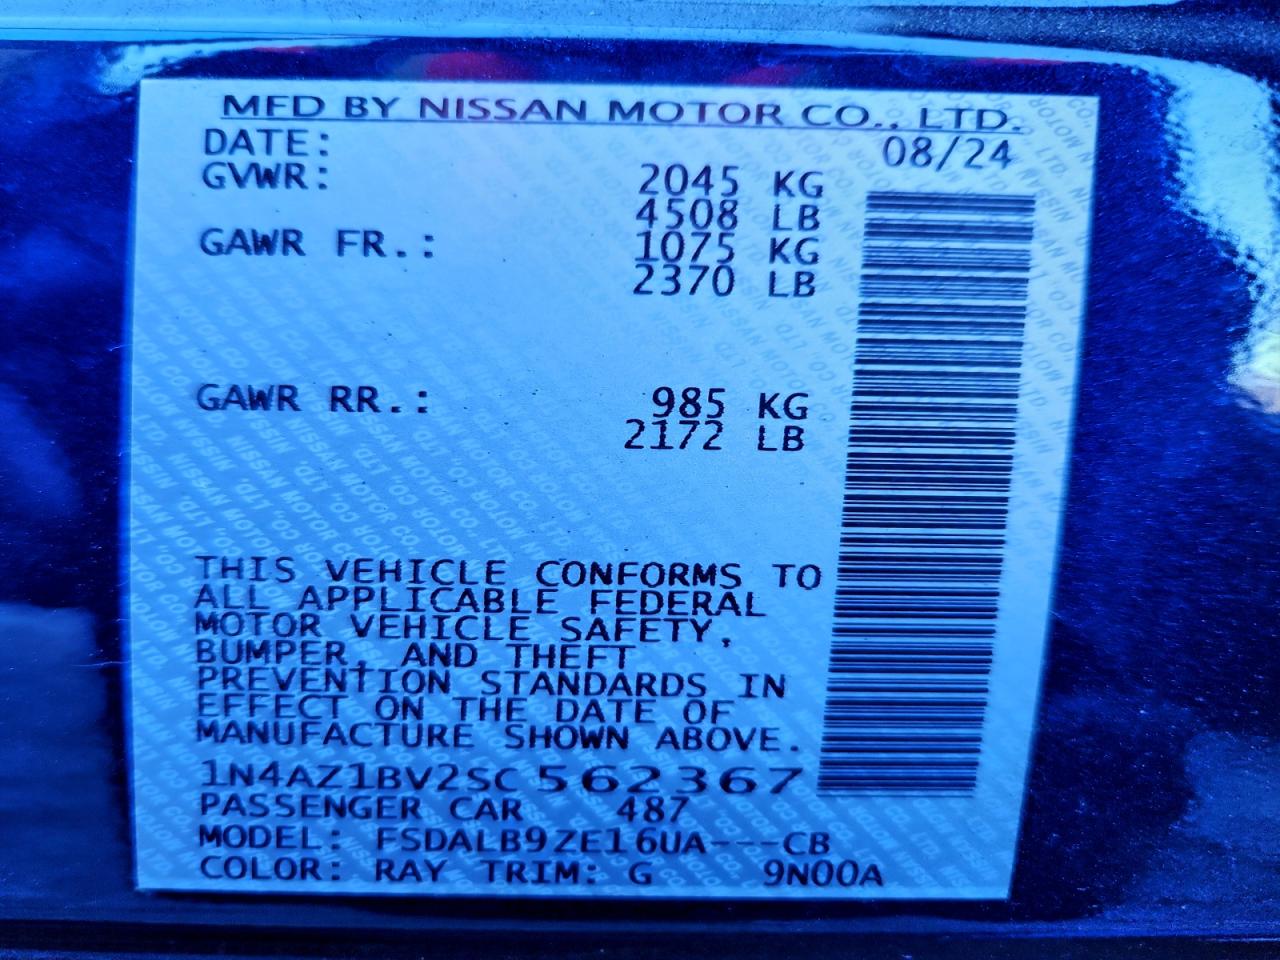 MFD BY NISSAN MOTOR CO., LTD.
DATE: 08/24
GVWR: 2045 KG
4508 LB
GAWR FR.: 1075 KG
2370 LB
GAWR RR.: 985 KG
2172 LB
THIS VEHICLE CONFORMS TO
ALL APPLICABLE FEDERAL
MOTOR VEHICLE SAFETY,
BUMPER, AND THEFT
PREVENTION STANDARDS IN
EFFECT ON THE DATE OF
MANUFACTURE SHOWN ABOVE.
1N4AZ1BV2SC562367
PASSENGER CAR 487
MODEL: FSDALB9ZE16UA---CB
COLOR: RAY TRIM: G 9N00A